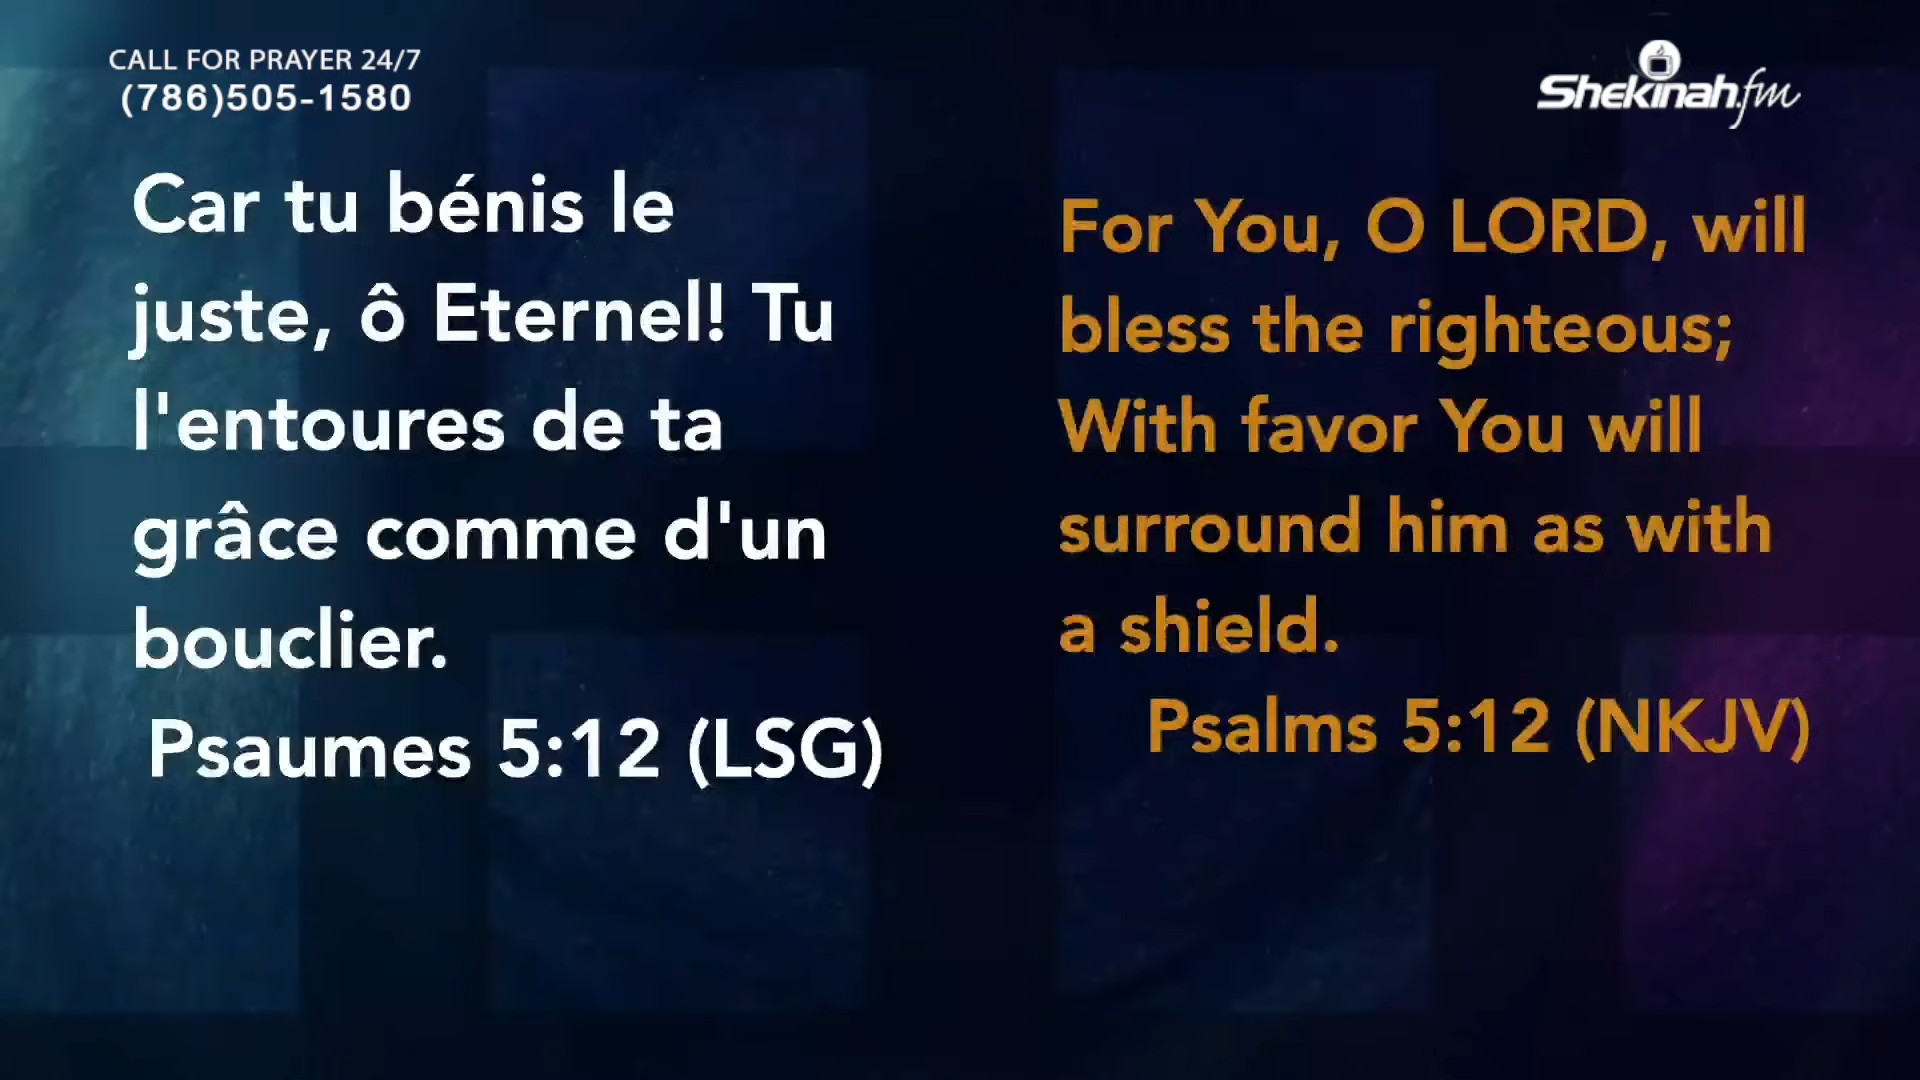 CALL FOR PRAYER 24/7
(786)505-1580
Shekinah.fm
Car tu bénis le
juste, ô Eternel! Tu
l'entoures de ta
grâce comme d'un
bouclier.
Psaumes 5:12 (LSG)
For You, O LORD, will
bless the righteous;
With favor You will
surround him as with
a shield.
Psalms 5:12 (NKJV)